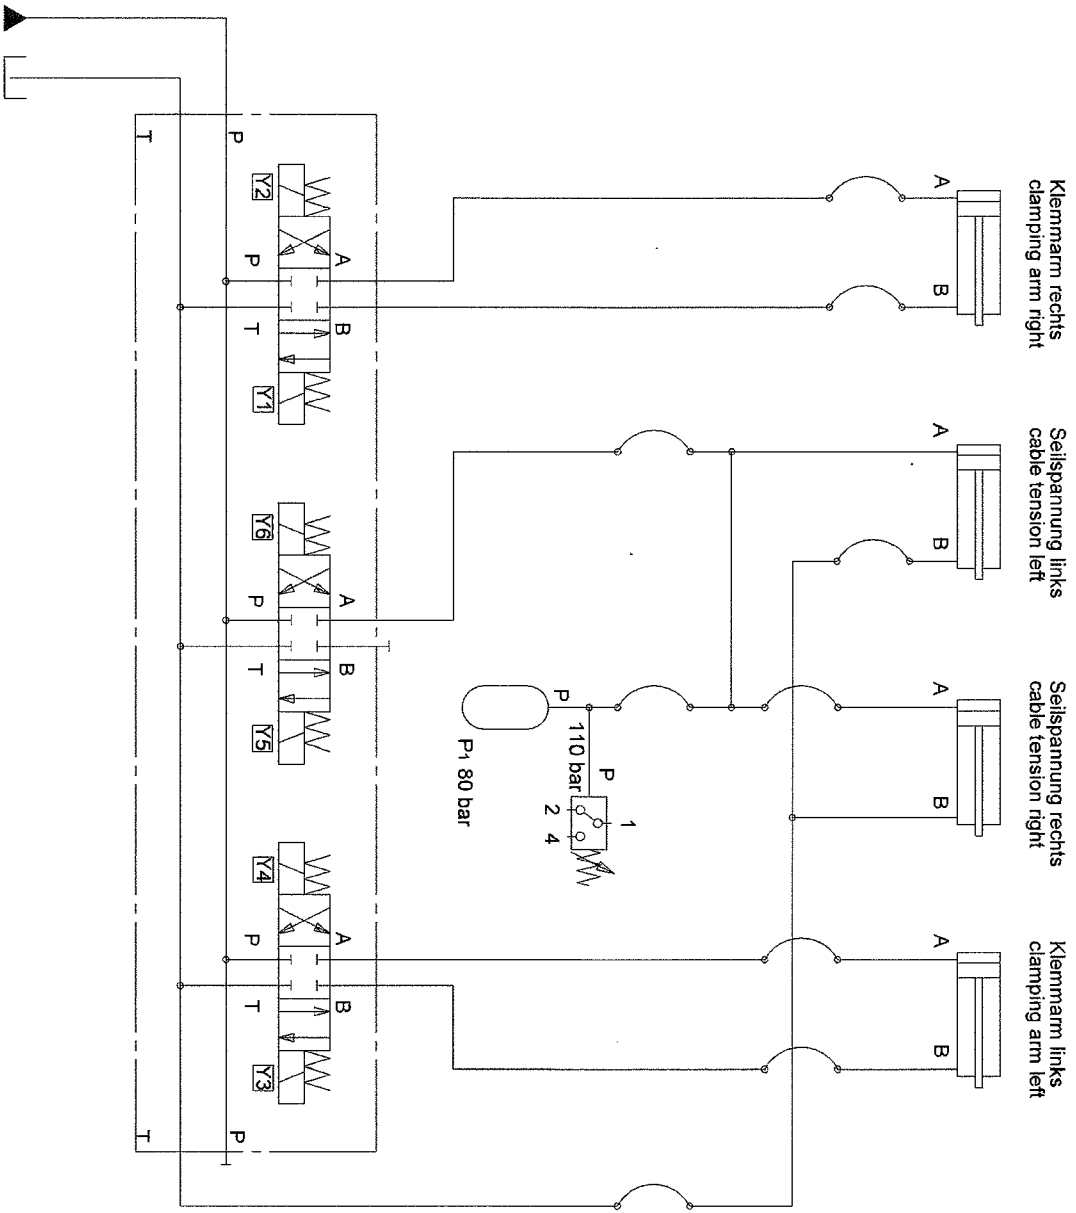 Klemmarm rechts
clamping arm right
Seilspannung links
cable tension left
Seilspannung rechts
cable tension right
Klemmarm links
clamping arm left
A
B
A
B
A
B
A
B
P
110 bar
P1 80 bar
P
1
2
4
P
T
Y2
A
P
B
T
Y1
Y6
A
P
B
T
Y5
Y4
A
P
B
T
Y3
P
T